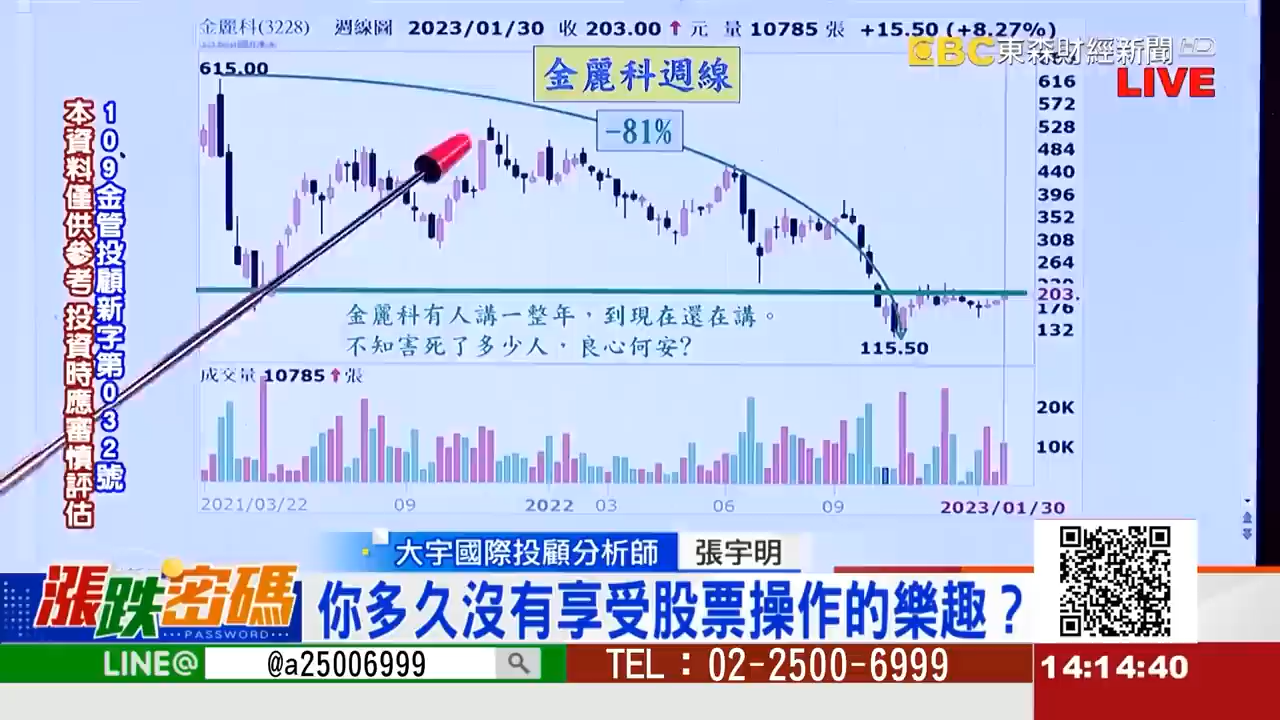 金麗科(3228) 週線圖 2023/01/30 收 203.00 ↑ 元 量 10785 張 +15.50 (+8.27%)
EBC 東森財經新聞 HD
LIVE
615.00
金麗科週線
-81%
616
572
528
484
440
396
352
308
264
203.
176
132
金麗科有人講一整年，到現在還在講。
不知害死了多少人，良心何安?
115.50
成交量 10785 ↑ 張
20K
10K
2021/03/22 09 2022 03 06 09 2023/01/30
109金管投顧新字第032號
本資料僅供參考 投資時應審慎評估
大宇國際投顧分析師 張宇明
漲跌密碼
PASSWORD
你多久沒有享受股票操作的樂趣？
LINE@ @a25006999 TEL：02-2500-6999 14:14:40